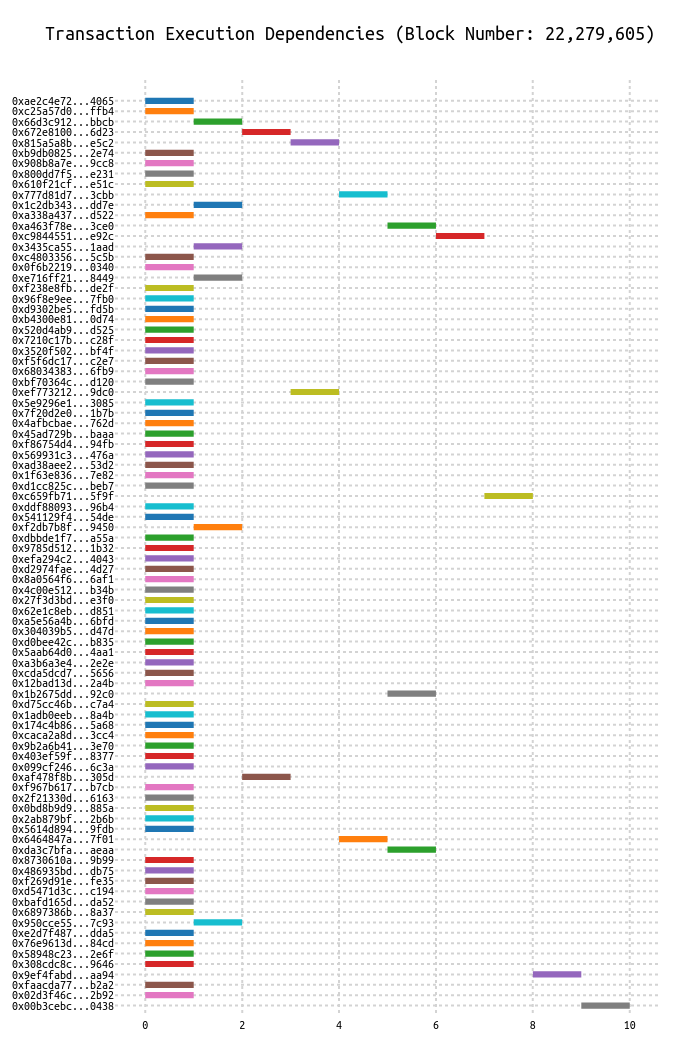 Transaction Execution Dependencies (Block Number: 22,279,605)
0xae2c4e72...4065
0xc25a57d0...ffb4
0x66d3c912...bbcb
0x672e8100...6d23
0x815a5a8b...e5c2
0xb9db0825...2e74
0x908b8a7e...9cc8
0x800dd7f5...e231
0x610f21cf...e51c
0x777d81d7...3cbb
0x1c2db343...dd7e
0xa338a437...d522
0xa463f78e...3ce0
0xc9844551...e92c
0x3435ca55...1aad
0xc4803356...5c5b
0x0f6b2219...0340
0xe716ff21...8449
0xf238e8fb...de2f
0x96f8e9ee...7fb0
0xd9302be5...fd5b
0xb4300e81...0d74
0x520d4ab9...d525
0x7210c17b...c28f
0x3520f502...bf4f
0xf5f6dc17...c2e7
0x68034383...6fb9
0xbf70364c...d120
0xef773212...9dc0
0x5e9296e1...3085
0x7f20d2e0...1b7b
0x4afbcbae...762d
0x45ad729b...baaa
0xf86754d4...94fb
0x569931c3...476a
0xad38aee2...53d2
0x1f63e836...7e82
0xd1cc825c...beb7
0xc659fb71...5f9f
0xddf88093...96b4
0x541129f4...54de
0xf2db7b8f...9450
0xdbbde1f7...a55a
0x9785d512...1b32
0xefa294c2...4043
0xd2974fae...4d27
0x8a0564f6...6af1
0x4c00e512...b34b
0x27f3d3bd...e3f0
0x62e1c8eb...d851
0xa5e56a4b...6bfd
0x304039b5...d47d
0xd0bee42c...b835
0x5aab64d0...4aa1
0xa3b6a3e4...2e2e
0xcda5dcd7...5656
0x12bad13d...2a4b
0x1b2675dd...92c0
0xd75cc46b...c7a4
0x1adb0eeb...8a4b
0x174c4b86...5a68
0xcaca2a8d...3cc4
0x9b2a6b41...3e70
0x403ef59f...8377
0x099cf246...6c3a
0xaf478f8b...305d
0xf967b617...b7cb
0x2f21330d...6163
0x0bd8b9d9...885a
0x2ab879bf...2b6b
0x5614d894...9fdb
0x6464847a...7f01
0xda3c7bfa...aeaa
0x8730610a...9b99
0x486935bd...db75
0xf269d91e...fe35
0xd5471d3c...c194
0xbafd165d...da52
0x6897386b...8a37
0x950cce55...7c93
0xe2d7f487...dda5
0x76e9613d...84cd
0x58948c23...2e6f
0x308cdc8c...9646
0x9ef4fabd...aa94
0xfaacda77...b2a2
0x02d3f46c...2b92
0x00b3cebc...0438
0 2 4 6 8 10